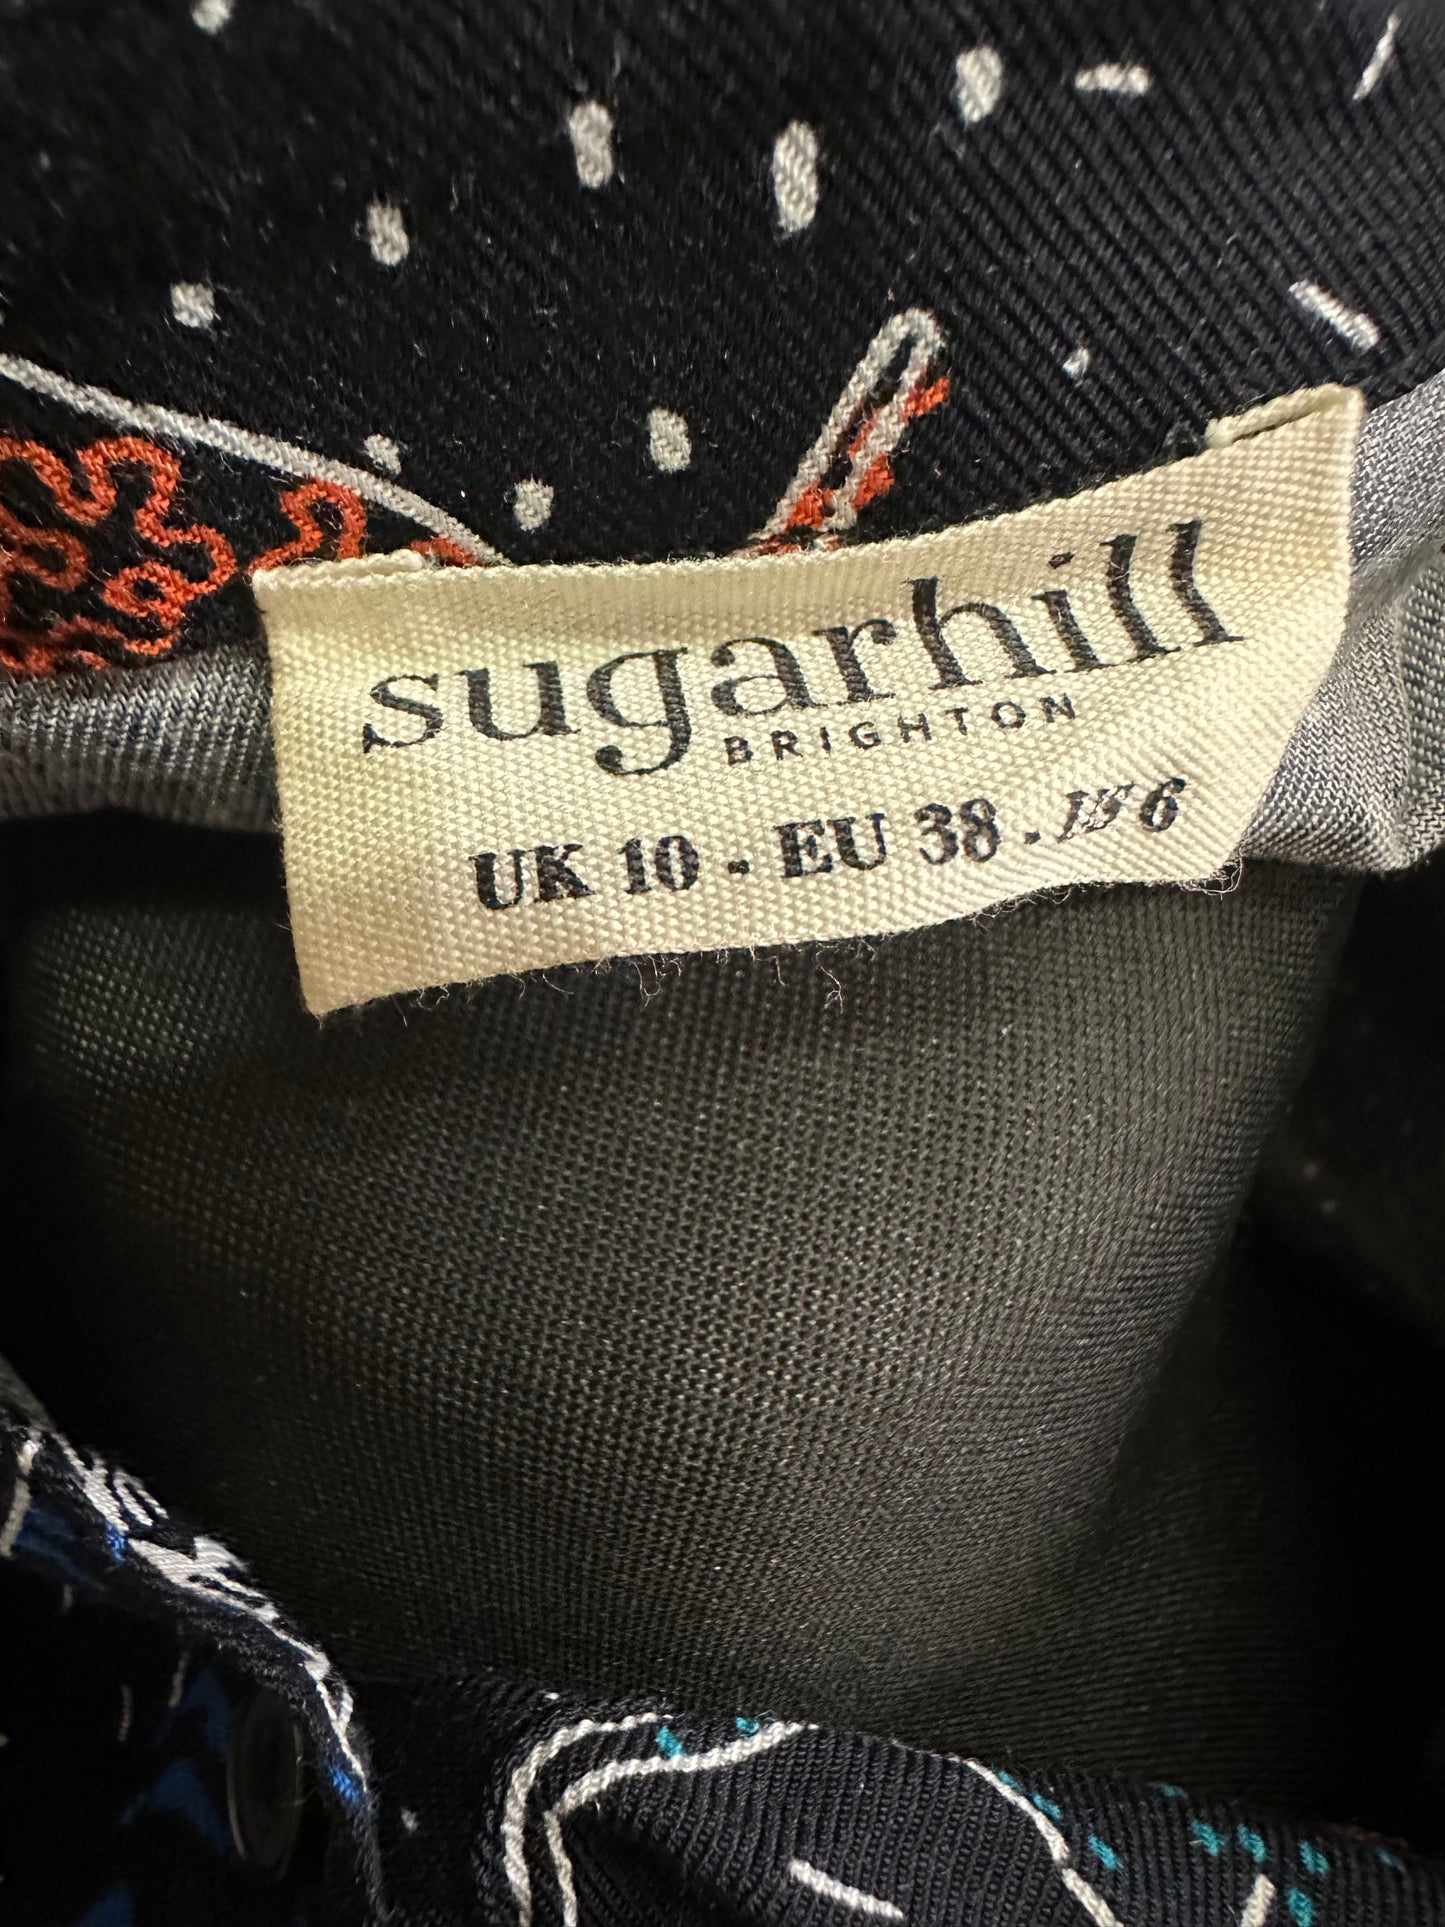 sugarhill
BRIGHTON
UK 10 - EU 38 - US 6